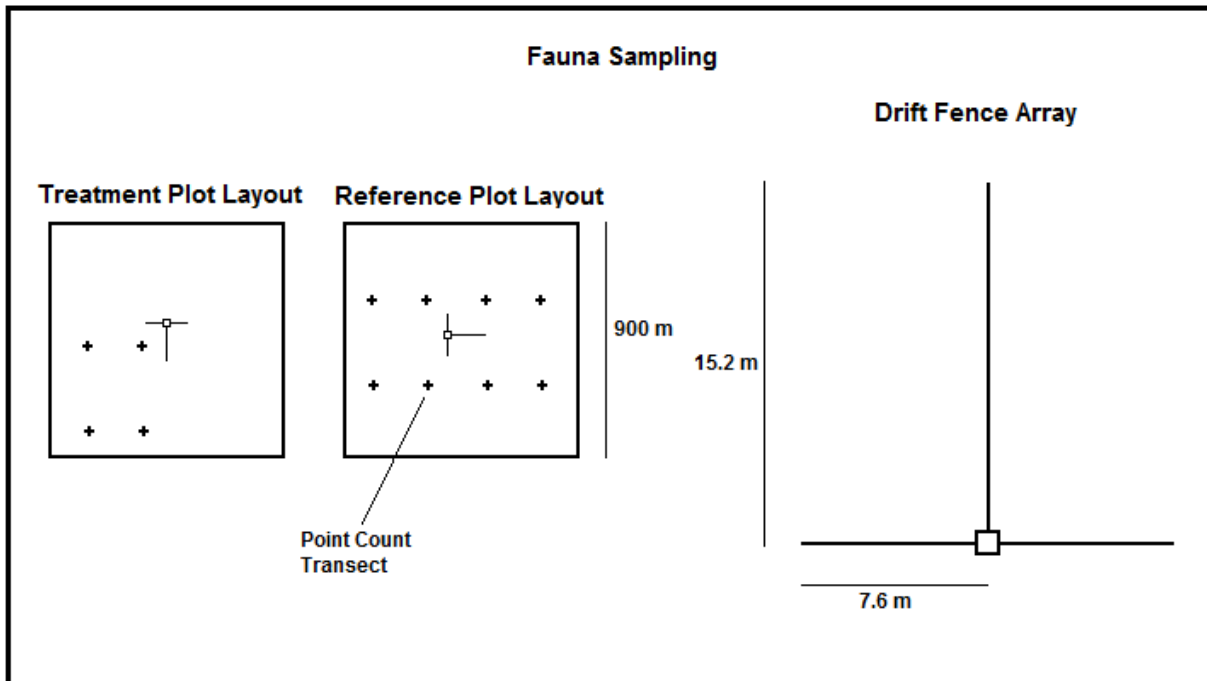 Fauna Sampling
Drift Fence Array
Treatment Plot Layout
Reference Plot Layout
900 m
15.2 m
Point Count
Transect
7.6 m